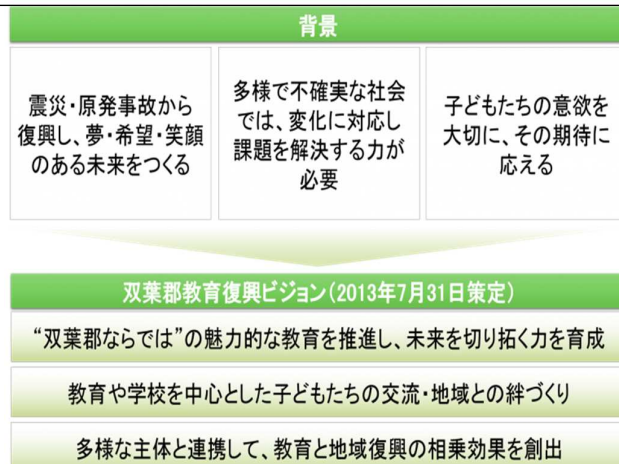 背景
震災・原発事故から
復興し、夢・希望・笑顔
のある未来をつくる
多様で不確実な社会
では、変化に対応し
課題を解決する力が
必要
子どもたちの意欲を
大切に、その期待に
応える
双葉郡教育復興ビジョン(2013年7月31日策定)
“双葉郡ならでは”の魅力的な教育を推進し、未来を切り拓く力を育成
教育や学校を中心とした子どもたちの交流・地域との絆づくり
多様な主体と連携して、教育と地域復興の相乗効果を創出